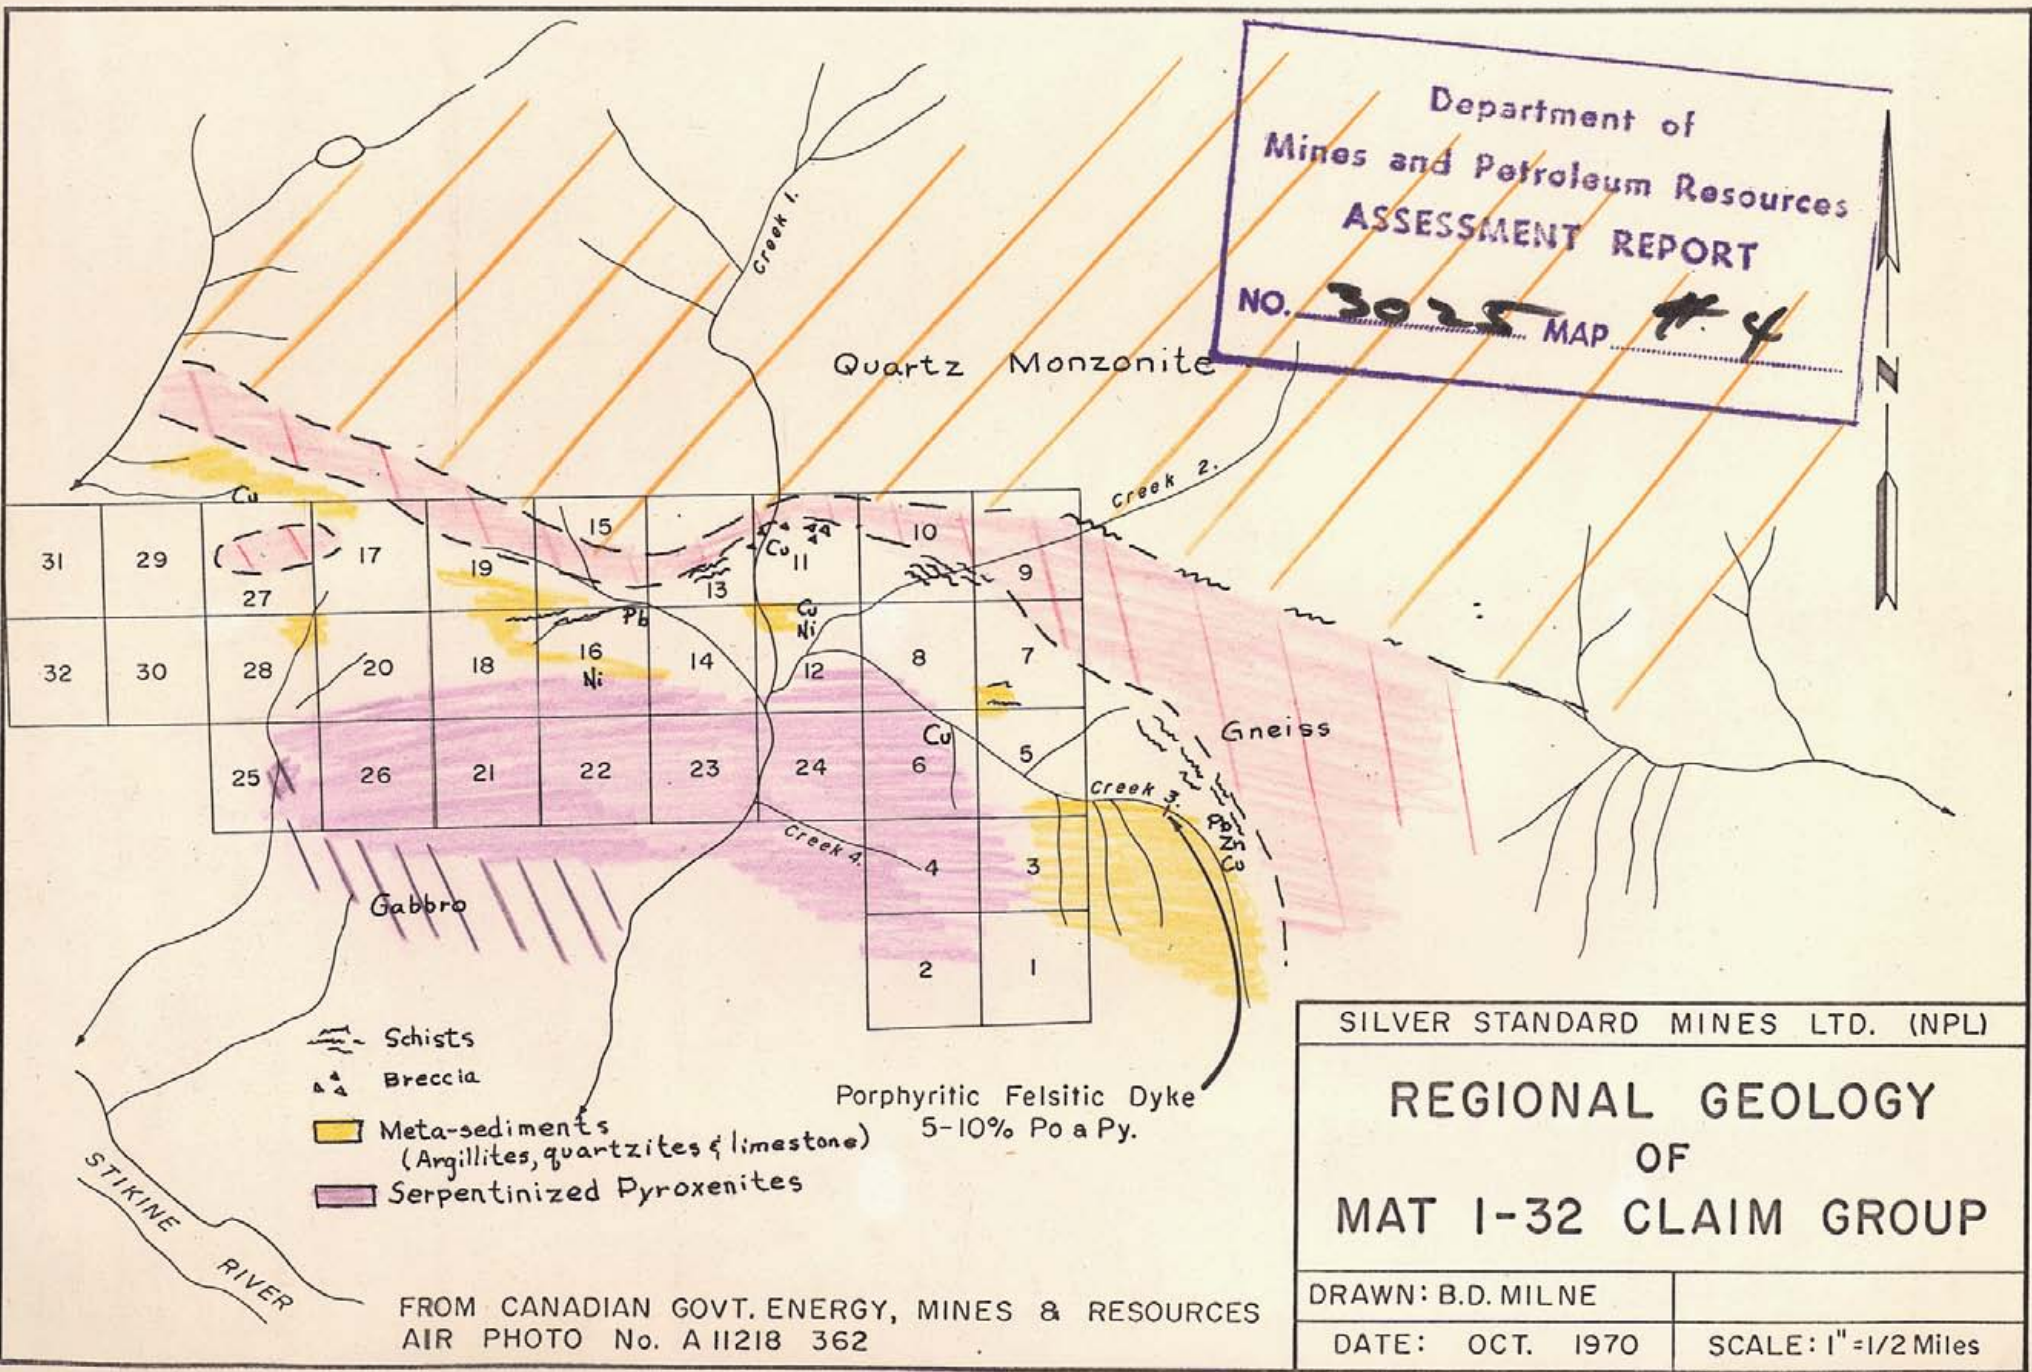 Department of
Mines and Petroleum Resources
ASSESSMENT REPORT
NO. 3025 MAP #4
N
Creek 1.
Quartz Monzonite
Creek 2.
Cu
15
10
31
29
17
19
Cu
11
9
27
13
Pb
Cu
Ni
32
30
28
20
18
16
Ni
14
12
8
7
Gneiss
Cu
5
25
26
21
22
23
24
6
Creek 3.
Creek 4.
4
3
Gabbro
2
1
Schists
Breccia
Meta-sediments
(Argillites, quartzites & limestone)
Serpentinized Pyroxenites
Porphyritic Felsitic Dyke
5-10% Po a Py.
STIKINE RIVER
FROM CANADIAN GOVT. ENERGY, MINES & RESOURCES
AIR PHOTO No. A 11218 362
SILVER STANDARD MINES LTD. (NPL)
REGIONAL GEOLOGY
OF
MAT 1-32 CLAIM GROUP
DRAWN: B.D. MILNE
DATE: OCT. 1970
SCALE: 1"=1/2 Miles